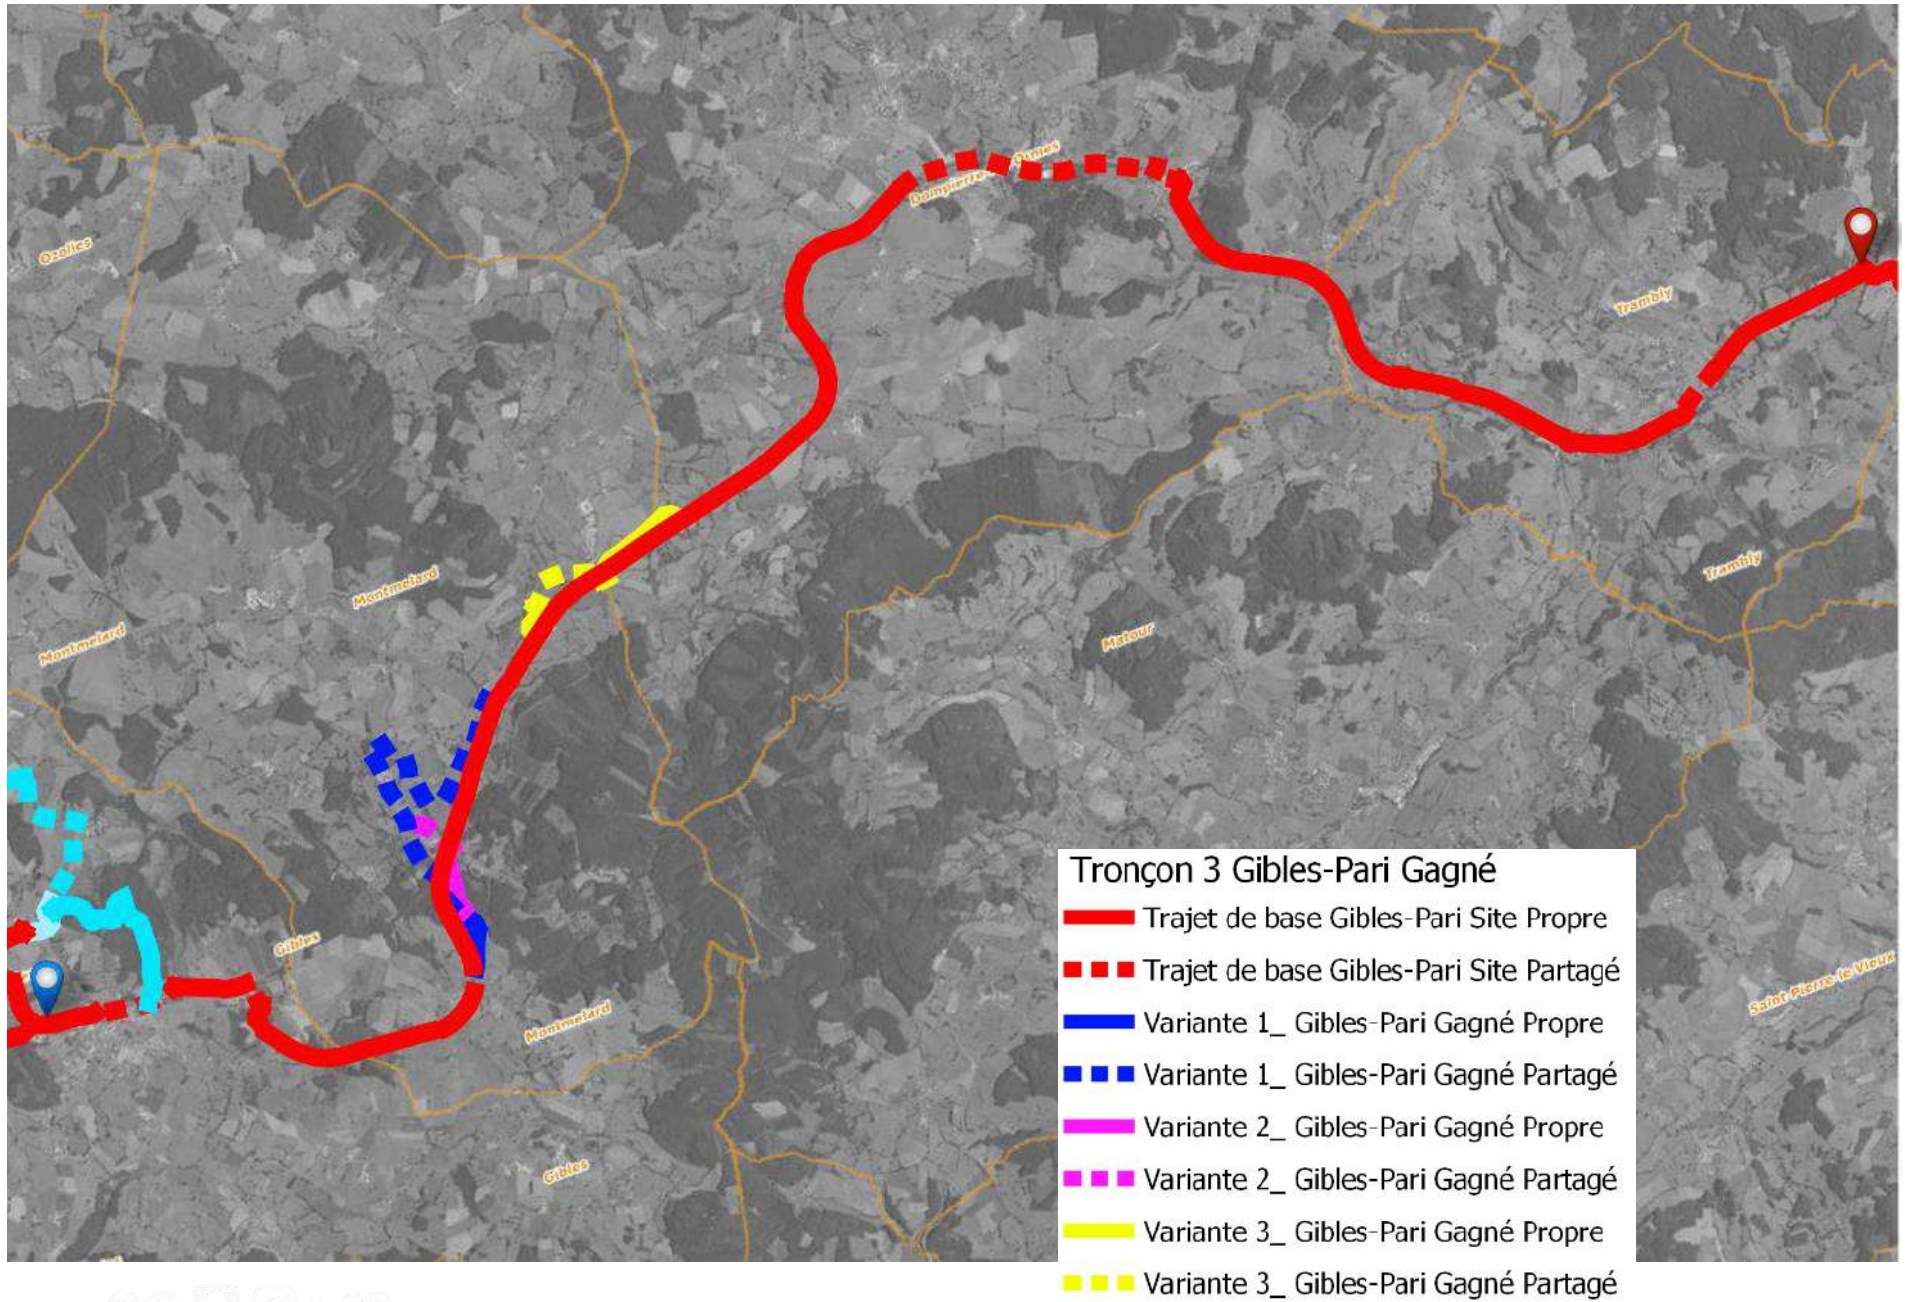 Ozolles
Dompierre
Ormes
Trambly
Montmelard
Montmelard
Trambly
Matour
Gibles
Saint-Pierre-le-Vieux
Montmelard
Gibles
Tronçon 3 Gibles-Pari Gagné
Trajet de base Gibles-Pari Site Propre
Trajet de base Gibles-Pari Site Partagé
Variante 1_ Gibles-Pari Gagné Propre
Variante 1_ Gibles-Pari Gagné Partagé
Variante 2_ Gibles-Pari Gagné Propre
Variante 2_ Gibles-Pari Gagné Partagé
Variante 3_ Gibles-Pari Gagné Propre
Variante 3_ Gibles-Pari Gagné Partagé